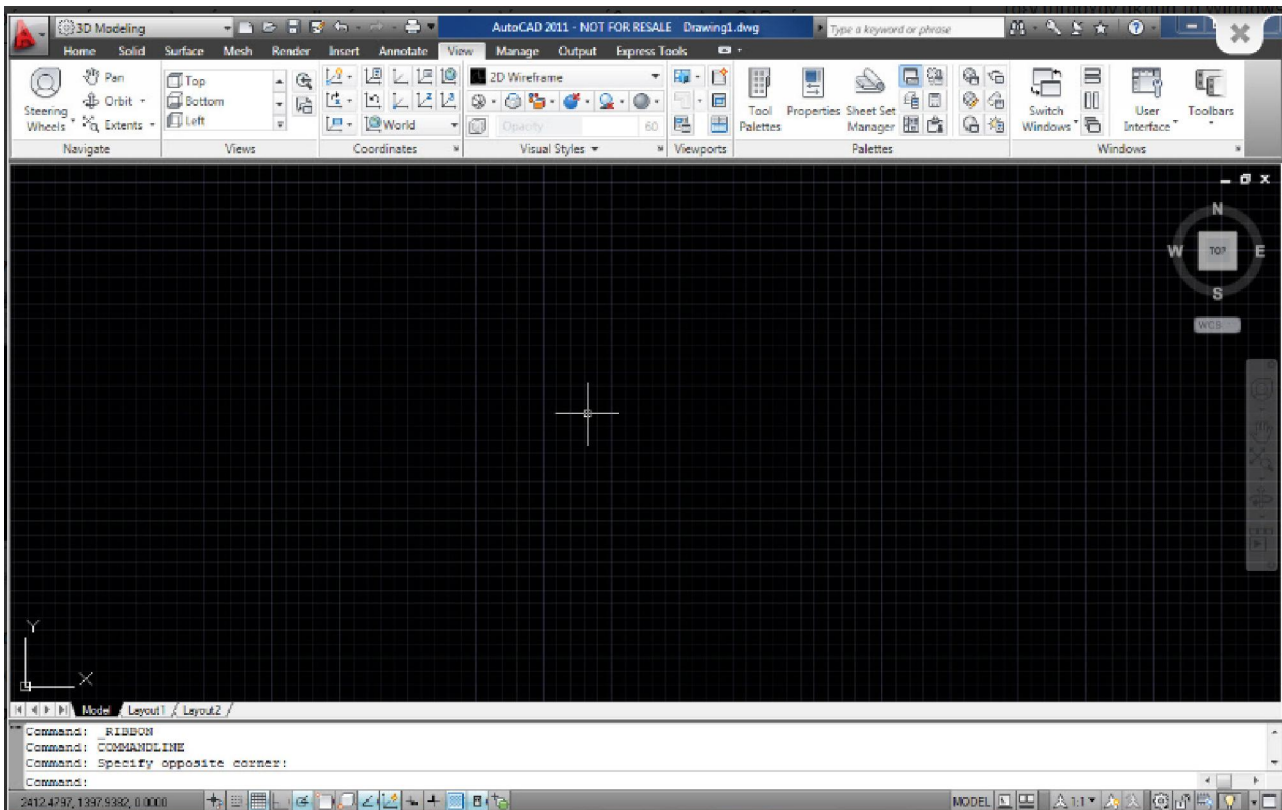 3D Modeling
AutoCAD 2011 - NOT FOR RESALE Drawing1.dwg
Type a keyword or phrase
Home Solid Surface Mesh Render Insert Annotate View Manage Output Express Tools
Pan
Orbit
Extents
Steering
Wheels
Navigate
Top
Bottom
Left
Views
World
Coordinates
2D Wireframe
Opacity 60
Visual Styles
Viewports
Tool
Palettes
Properties
Sheet Set
Manager
Palettes
Switch
Windows
User
Interface
Toolbars
Windows
N
W TOP E
S
WCS
Y
X
Model Layout1 Layout2
Command: _RIBBON
Command: COMMANDLINE
Command: Specify opposite corner:
Command:
2412.4797, 1397.9382, 0.0000
MODEL
1:1